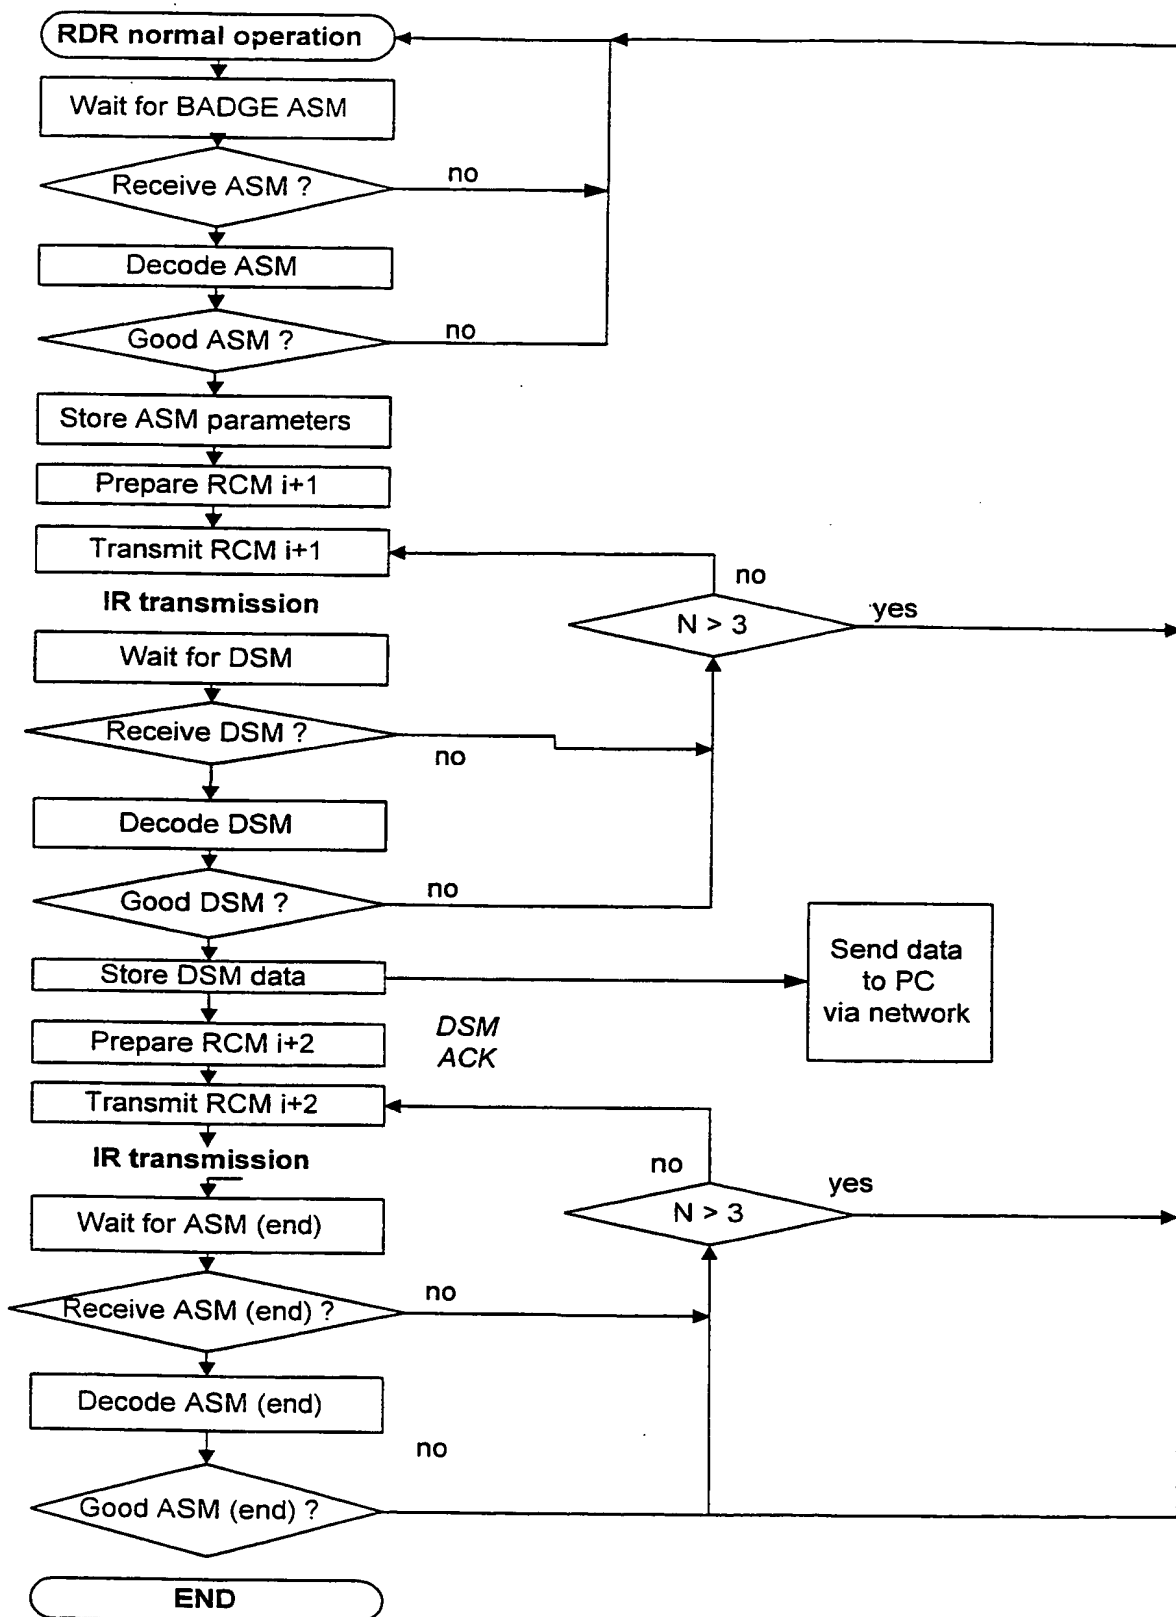 RDR normal operation
Wait for BADGE ASM
Receive ASM ?
no
Decode ASM
Good ASM ?
no
Store ASM parameters
Prepare RCM i+1
Transmit RCM i+1
no
IR transmission
N > 3
yes
Wait for DSM
Receive DSM ?
no
Decode DSM
Good DSM ?
no
Send data
to PC
via network
Store DSM data
DSM
ACK
Prepare RCM i+2
Transmit RCM i+2
IR transmission
no
yes
N > 3
Wait for ASM (end)
Receive ASM (end) ?
no
Decode ASM (end)
no
Good ASM (end) ?
END